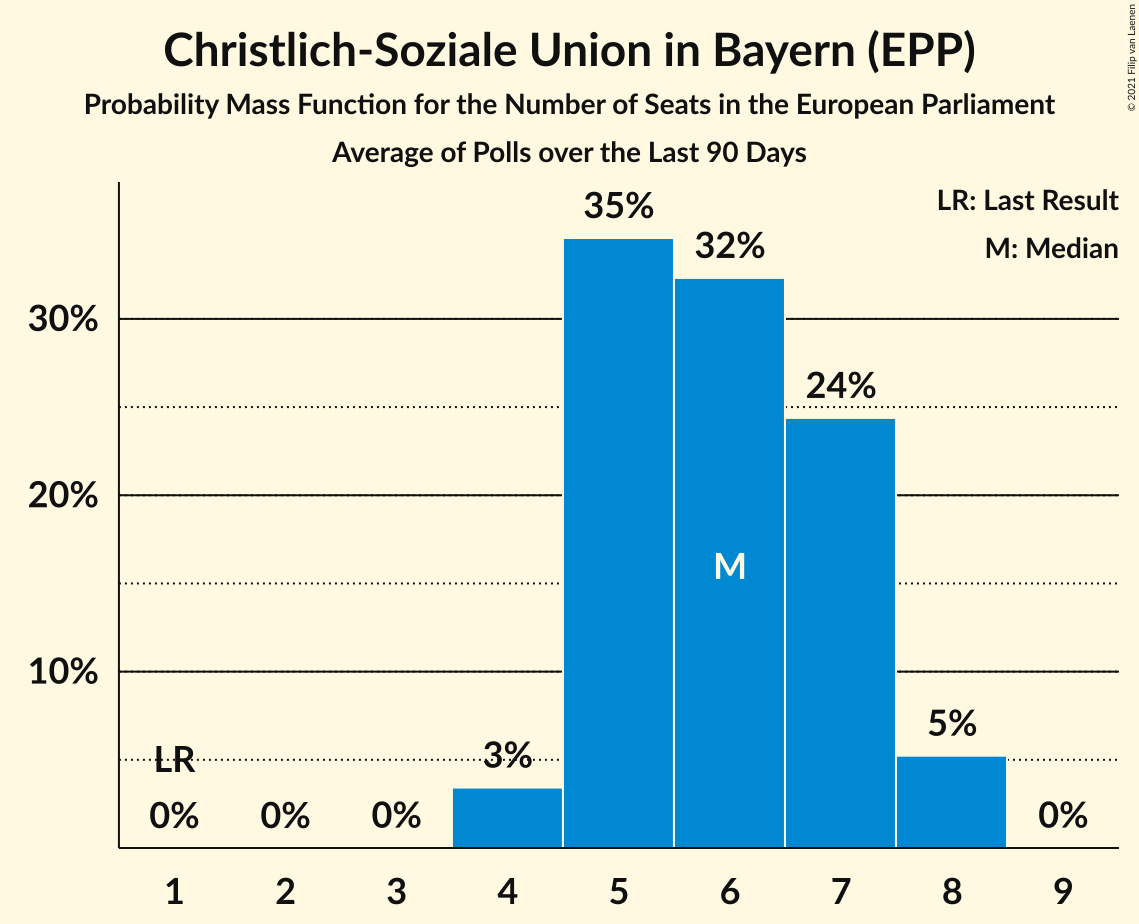 Christlich-Soziale Union in Bayern (EPP)
Probability Mass Function for the Number of Seats in the European Parliament
Average of Polls over the Last 90 Days
© 2021 Filip van Laenen
LR: Last Result
M: Median
35%
32%
30%
24%
20%
M
10%
5%
LR
3%
0%
0%
0%
0%
1 2 3 4 5 6 7 8 9